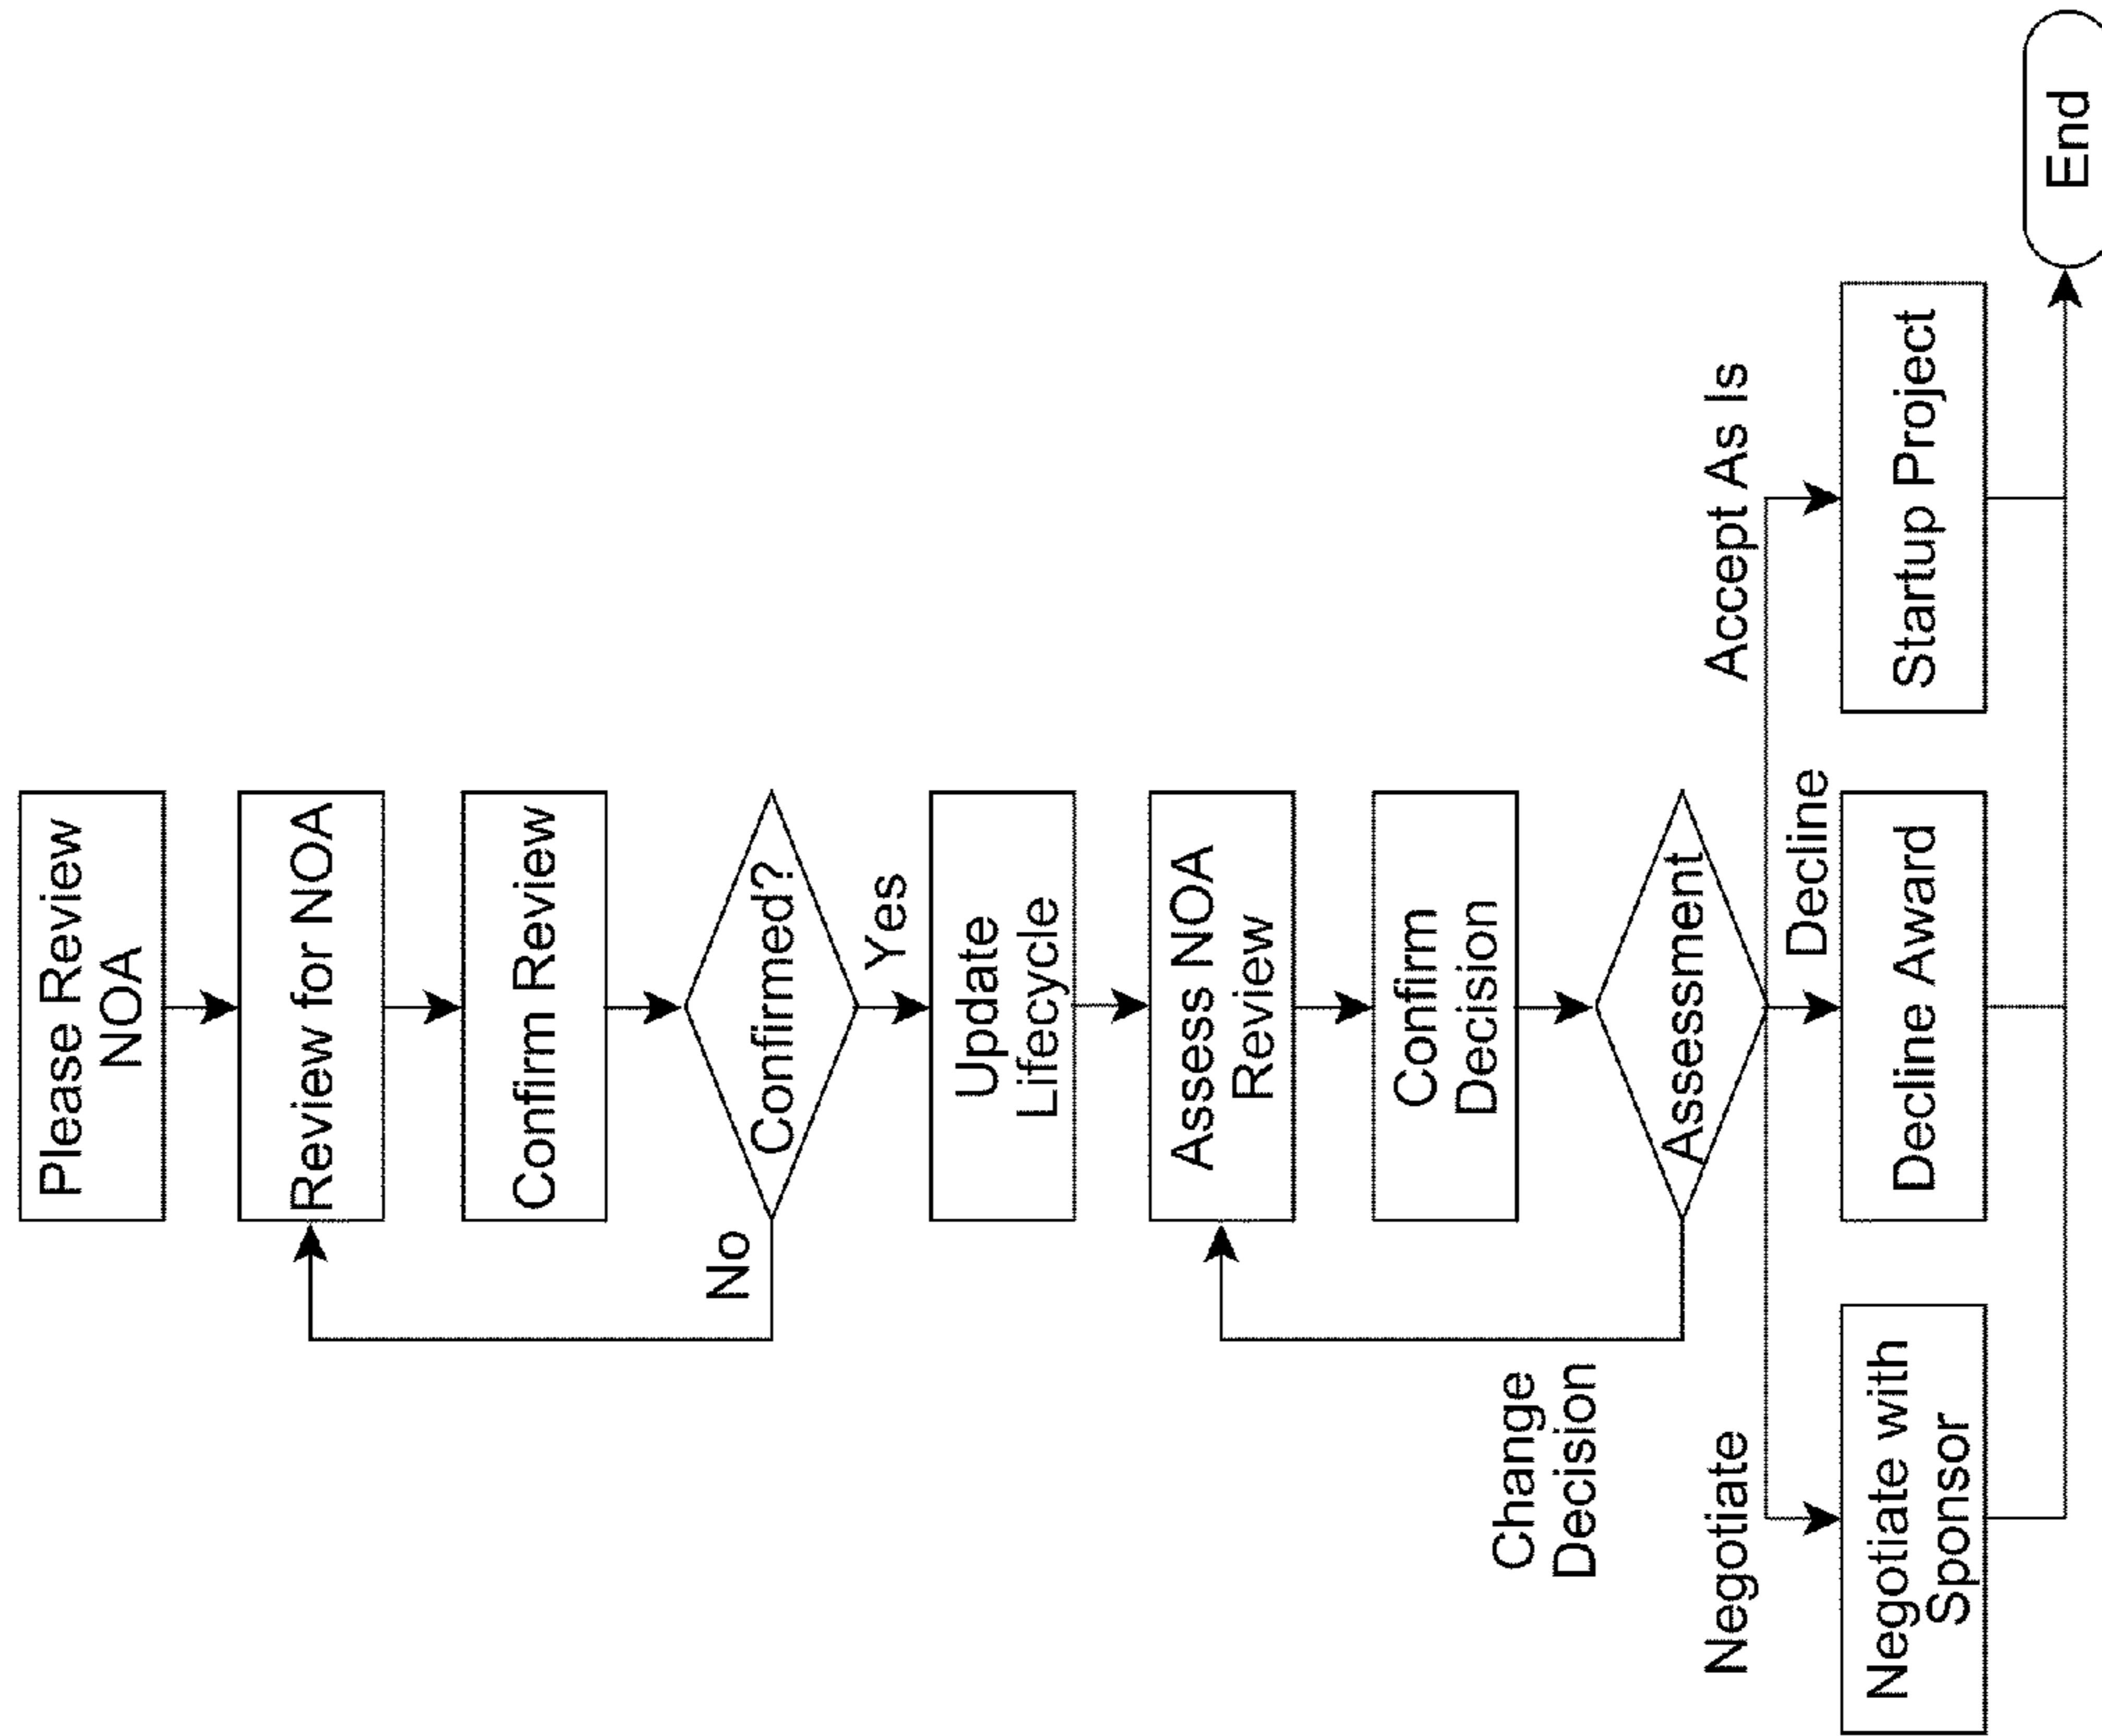 Please Review
NOA
Review for NOA
Confirm Review
Confirmed?
No
Yes
Update
Lifecycle
Assess NOA
Review
Confirm
Decision
Assessment
Change
Decision
Negotiate
Decline
Accept As Is
Negotiate with
Sponsor
Decline Award
Startup Project
End